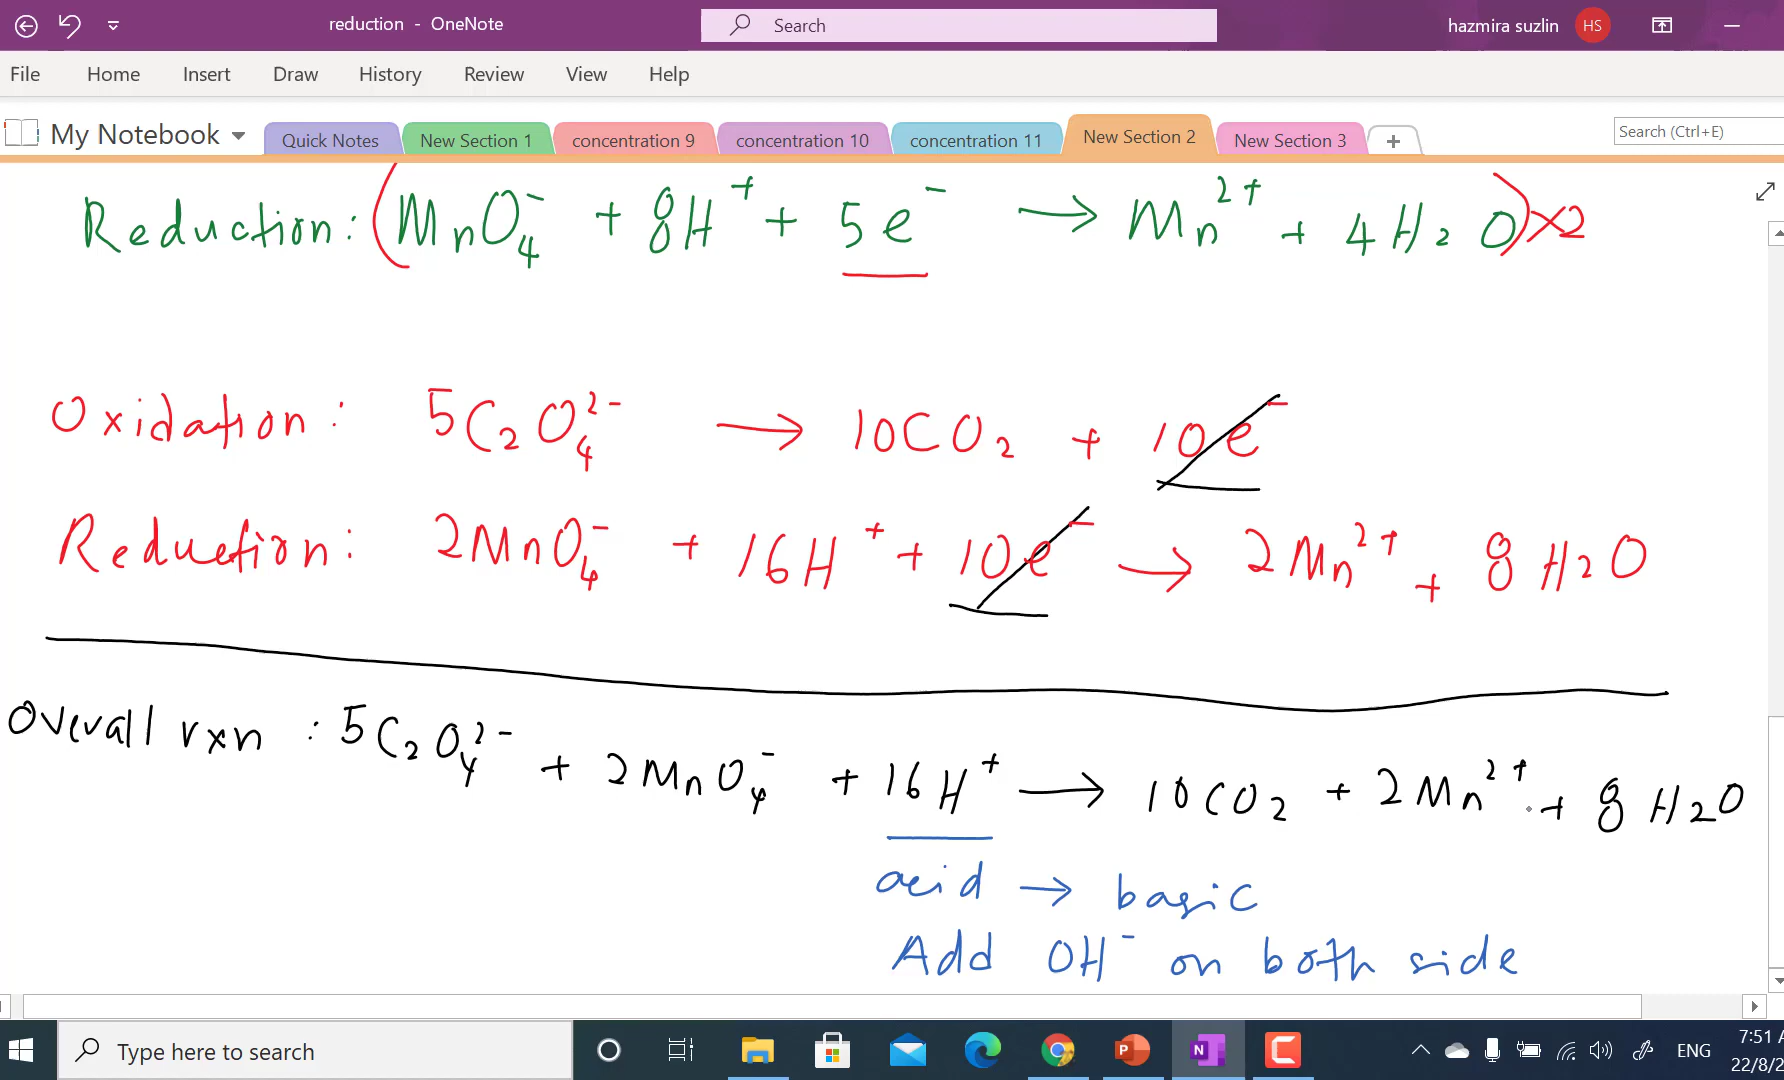 reduction - OneNote
Search
hazmira suzlin
HS
File Home Insert Draw History Review View Help
My Notebook
Quick Notes
New Section 1
concentration 9
concentration 10
concentration 11
New Section 2
New Section 3
+
Search (Ctrl+E)
Reduction: (MnO₄⁻ + 8H⁺ + 5e⁻ → Mn²⁺ + 4H₂O) ×2
Oxidation: 5C₂O₄²⁻ → 10CO₂ + 10e⁻
Reduction: 2MnO₄⁻ + 16H⁺ + 10e⁻ → 2Mn²⁺ + 8H₂O
Overall rxn : 5C₂O₄²⁻ + 2MnO₄⁻ + 16H⁺ → 10CO₂ + 2Mn²⁺ + 8H₂O
acid → basic
Add OH⁻ on both side
Type here to search
ENG
7:51
22/8/2